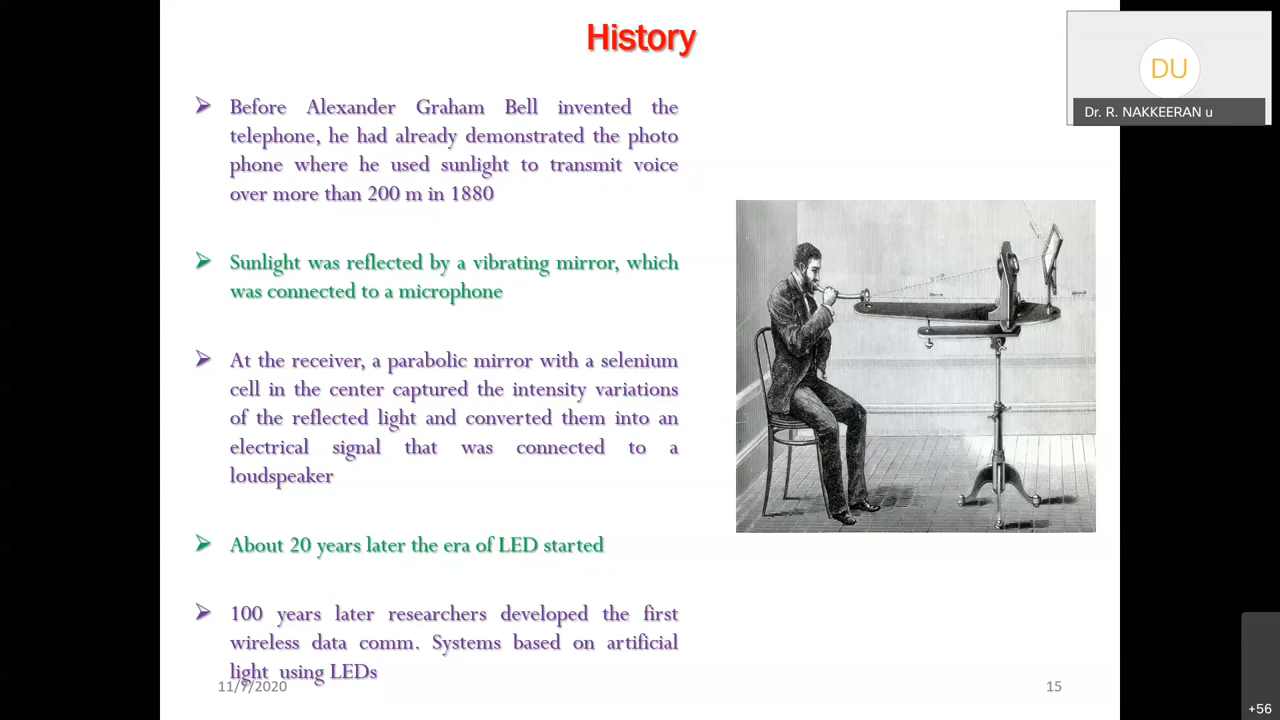 History
Before Alexander Graham Bell invented the
telephone, he had already demonstrated the photo
phone where he used sunlight to transmit voice
over more than 200 m in 1880
Sunlight was reflected by a vibrating mirror, which
was connected to a microphone
At the receiver, a parabolic mirror with a selenium
cell in the center captured the intensity variations
of the reflected light and converted them into an
electrical signal that was connected to a
loudspeaker
About 20 years later the era of LED started
100 years later researchers developed the first
wireless data comm. Systems based on artificial
light using LEDs
11/9/2020
15
DU
Dr. R. NAKKEERAN u
+56